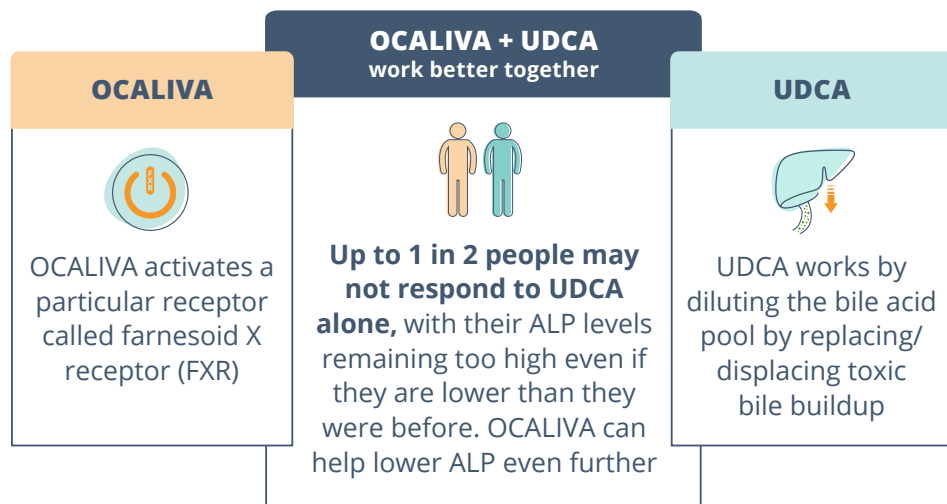 OCALIVA
F
X
R
OCALIVA activates a
particular receptor
called farnesoid X
receptor (FXR)
OCALIVA + UDCA
work better together
Up to 1 in 2 people may
not respond to UDCA
alone, with their ALP levels
remaining too high even if
they are lower than they
were before. OCALIVA can
help lower ALP even further
UDCA
UDCA works by
diluting the bile acid
pool by replacing/
displacing toxic
bile buildup